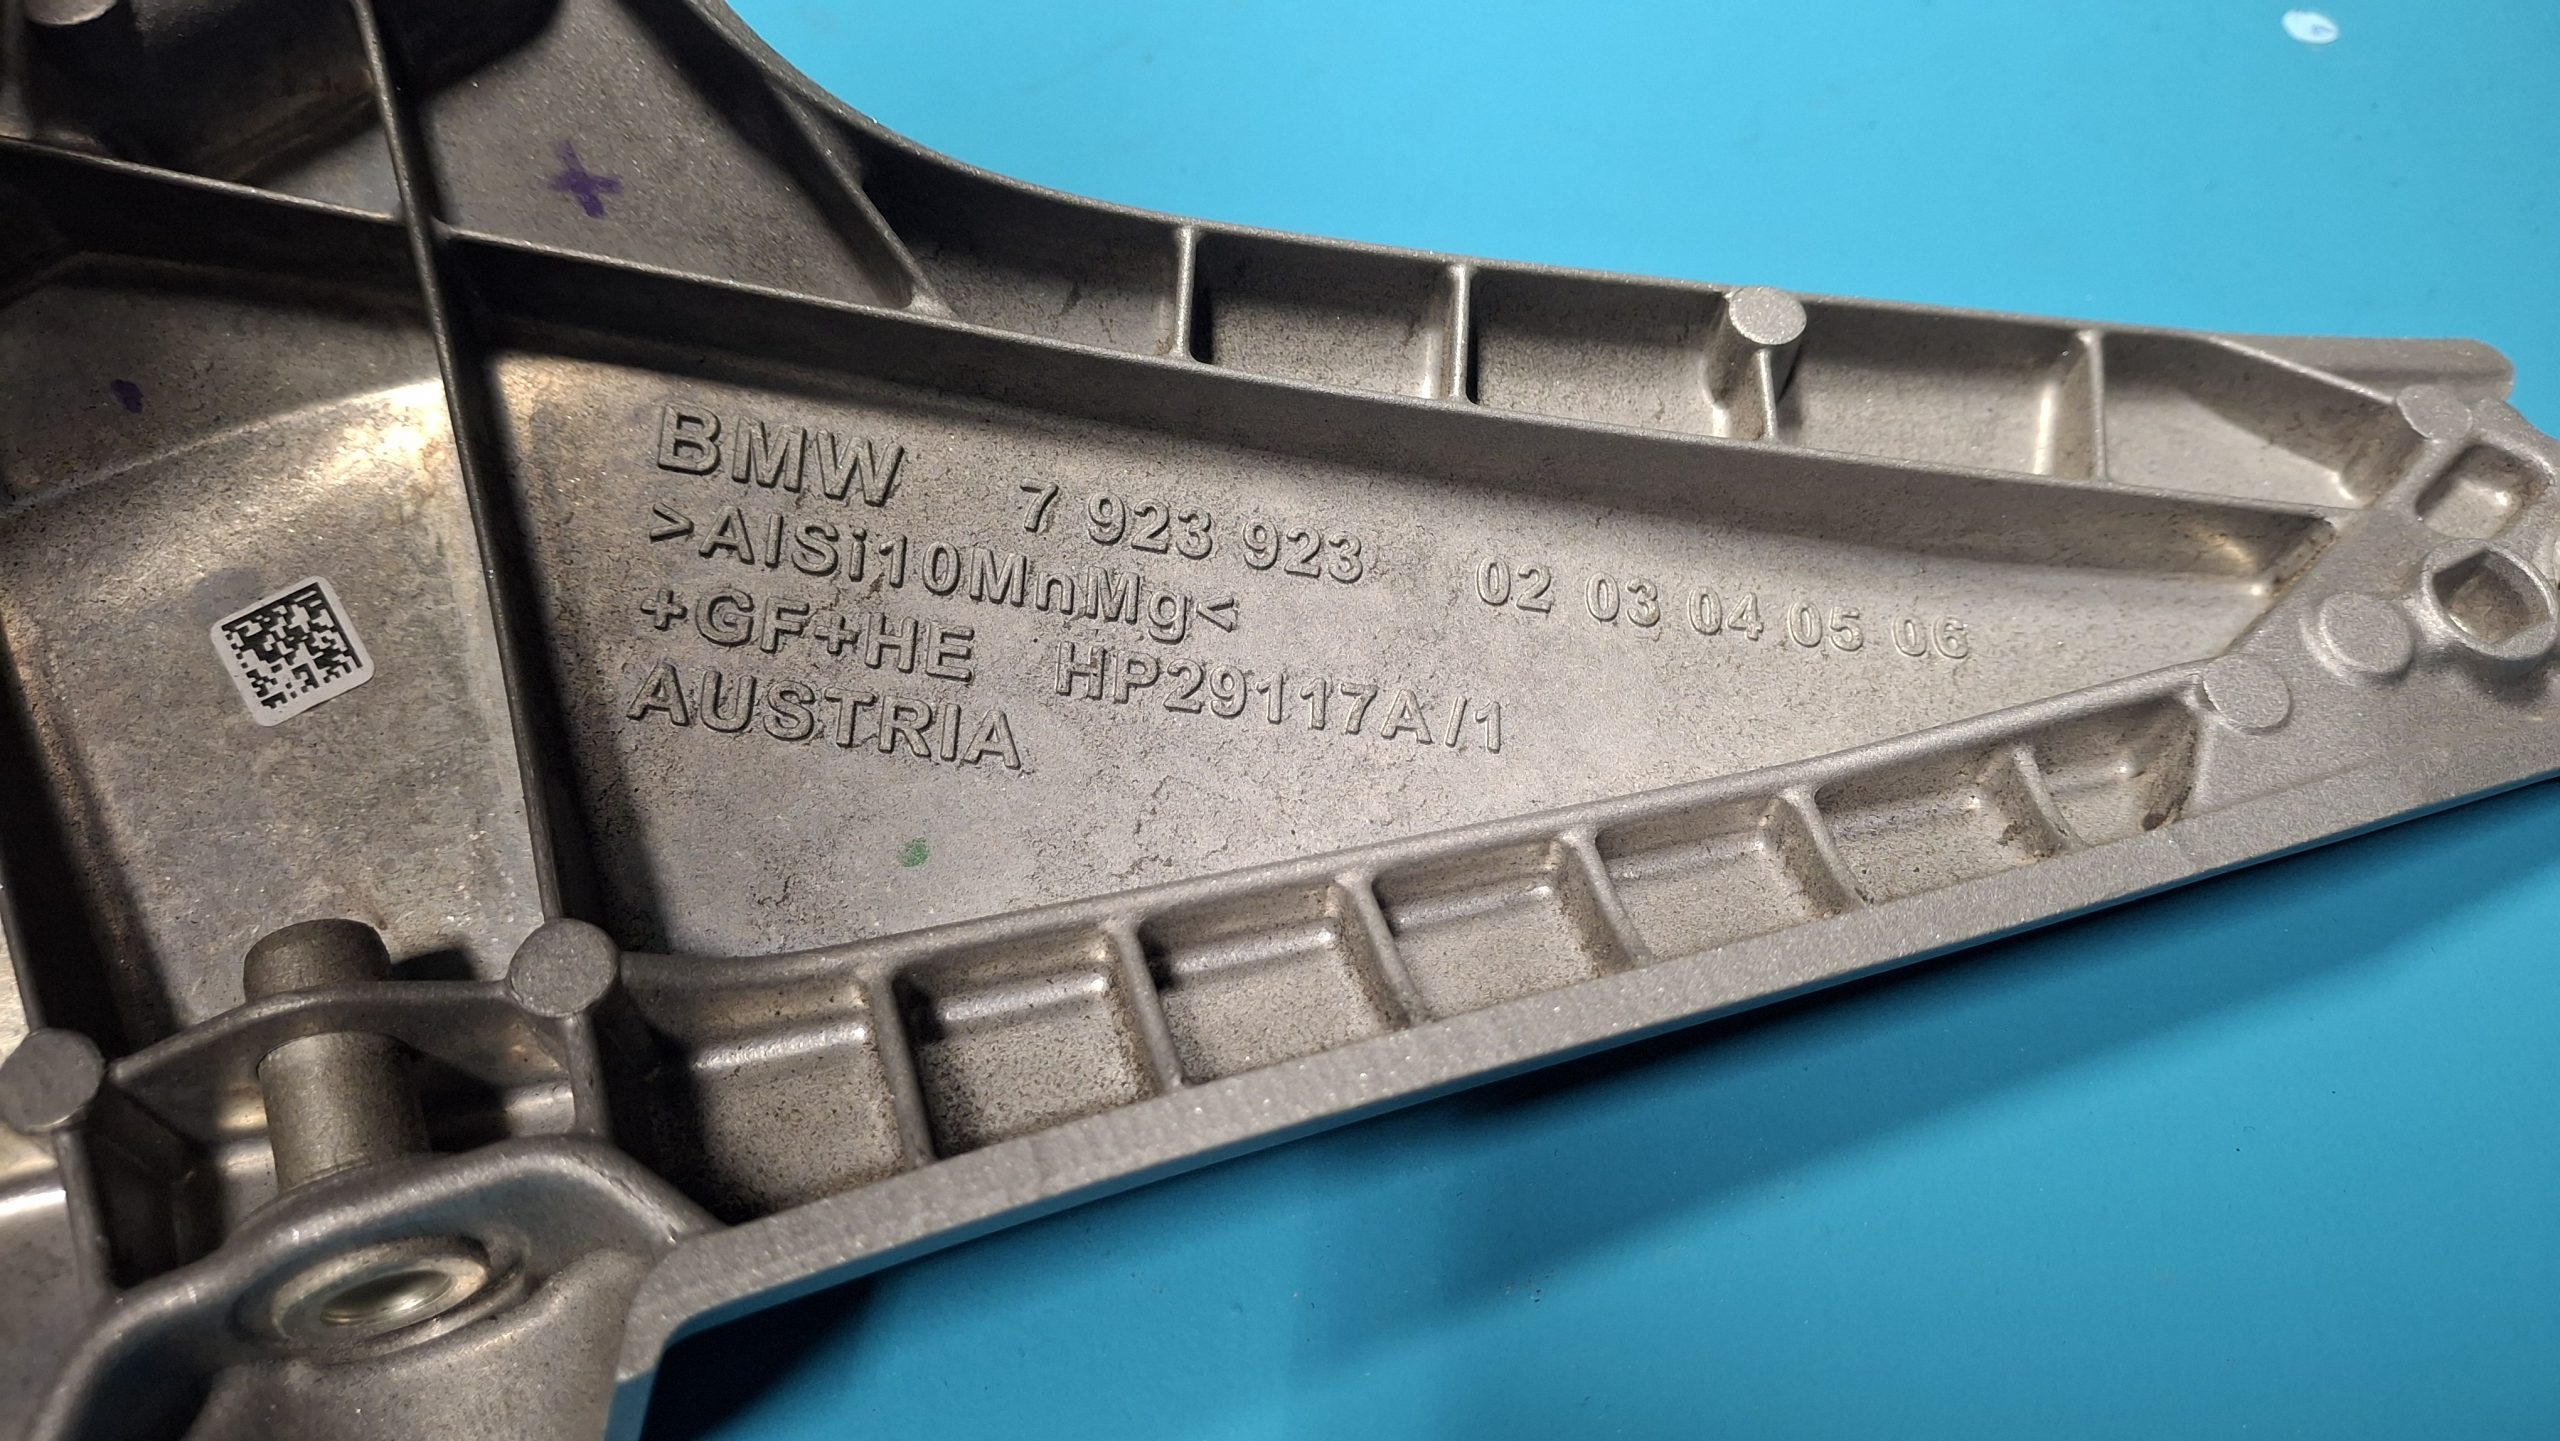 BMW 7 923 923 02 03 04 05 06
>AlSi10MnMg<
+GF+HE HP29117A/1
AUSTRIA